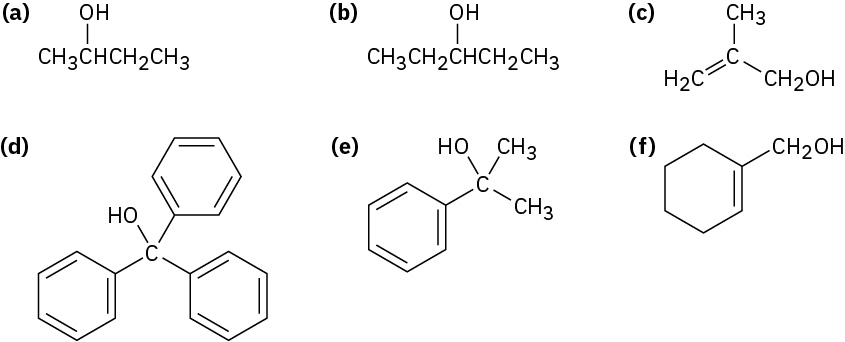 (a)
OH
CH₃CHCH₂CH₃
(b)
OH
CH₃CH₂CHCH₂CH₃
(c)
CH₃
H₂C
C
CH₂OH
(d)
HO
C
(e)
HO
CH₃
C
CH₃
(f)
CH₂OH